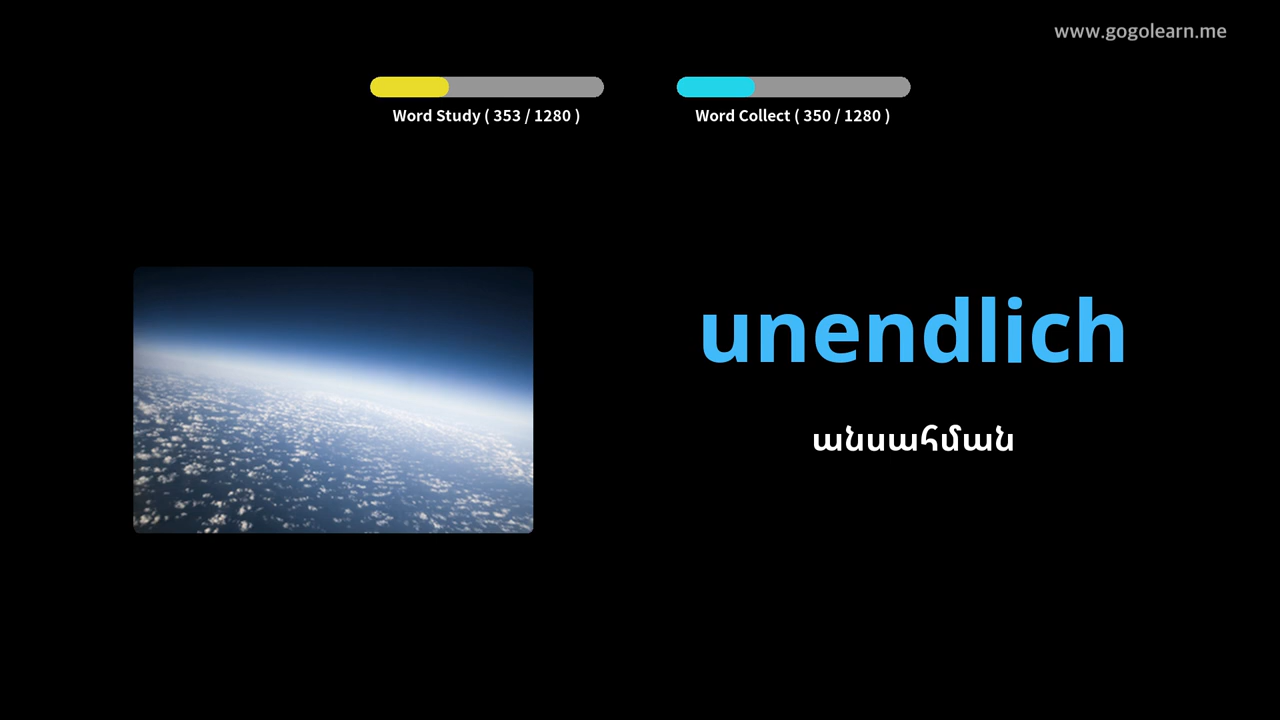 www.gogolearn.me
Word Study ( 353 / 1280 )
Word Collect ( 350 / 1280 )
unendlich
անսահման